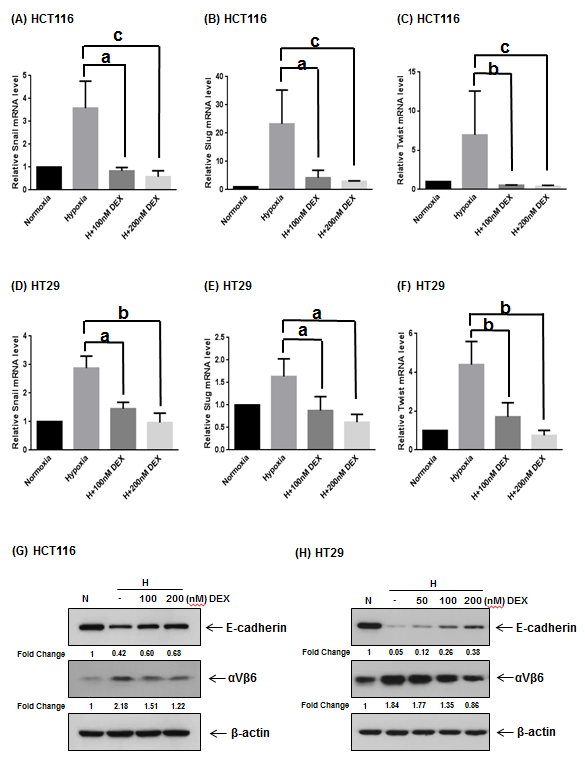 (A) HCT116
c
a
Relative Snail mRNA level
5
4
3
2
1
0
Normoxia
Hypoxia
H+100nM DEX
H+200nM DEX
(B) HCT116
c
a
Relative Slug mRNA level
40
30
20
10
0
Normoxia
Hypoxia
H+100nM DEX
H+200nM DEX
(C) HCT116
c
b
Relative Twist mRNA level
15
10
5
0
Normoxia
Hypoxia
H+100nM DEX
H+200nM DEX
(D) HT29
b
a
Relative Snail mRNA level
4
3
2
1
0
Normoxia
Hypoxia
H+100nM DEX
H+200nM DEX
(E) HT29
a
a
Relative Slug mRNA level
2.5
2.0
1.5
1.0
0.5
0.0
Normoxia
Hypoxia
H+100nM DEX
H+200nM DEX
(F) HT29
b
b
Relative Twist mRNA level
6
4
2
0
Normoxia
Hypoxia
H+100nM DEX
H+200nM DEX
(G) HCT116
H
N - 100 200 (nM) DEX
E-cadherin
Fold Change 1 0.42 0.60 0.68
αVβ6
Fold Change 1 2.18 1.51 1.22
β-actin
(H) HT29
H
N - 50 100 200 (nM) DEX
E-cadherin
Fold Change 1 0.05 0.12 0.26 0.38
αVβ6
Fold Change 1 1.84 1.77 1.35 0.86
β-actin